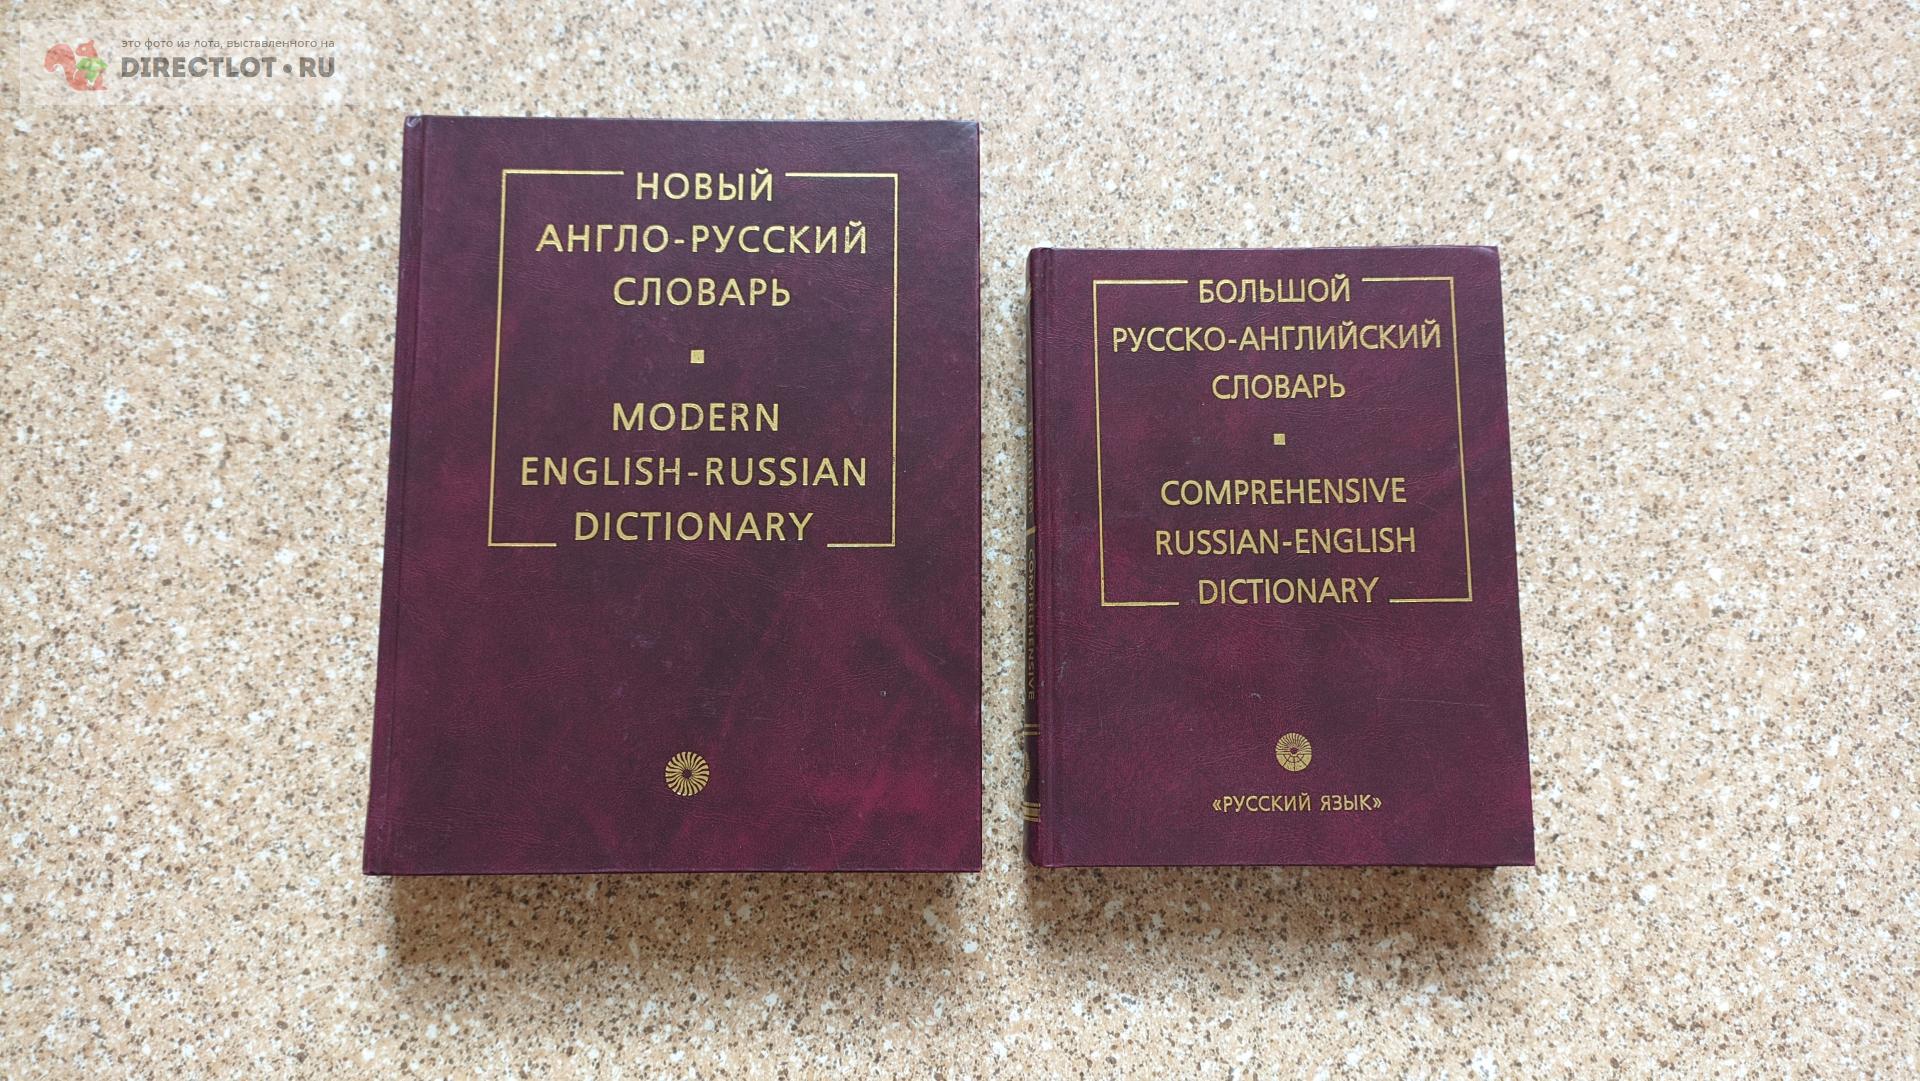 это фото из лота, выставленного на
DIRECTLOT.RU
НОВЫЙ
АНГЛО-РУССКИЙ
СЛОВАРЬ
MODERN
ENGLISH-RUSSIAN
DICTIONARY
БОЛЬШОЙ
РУССКО-АНГЛИЙСКИЙ
СЛОВАРЬ
COMPREHENSIVE
RUSSIAN-ENGLISH
DICTIONARY
«РУССКИЙ ЯЗЫК»
COMPREHENSIVE